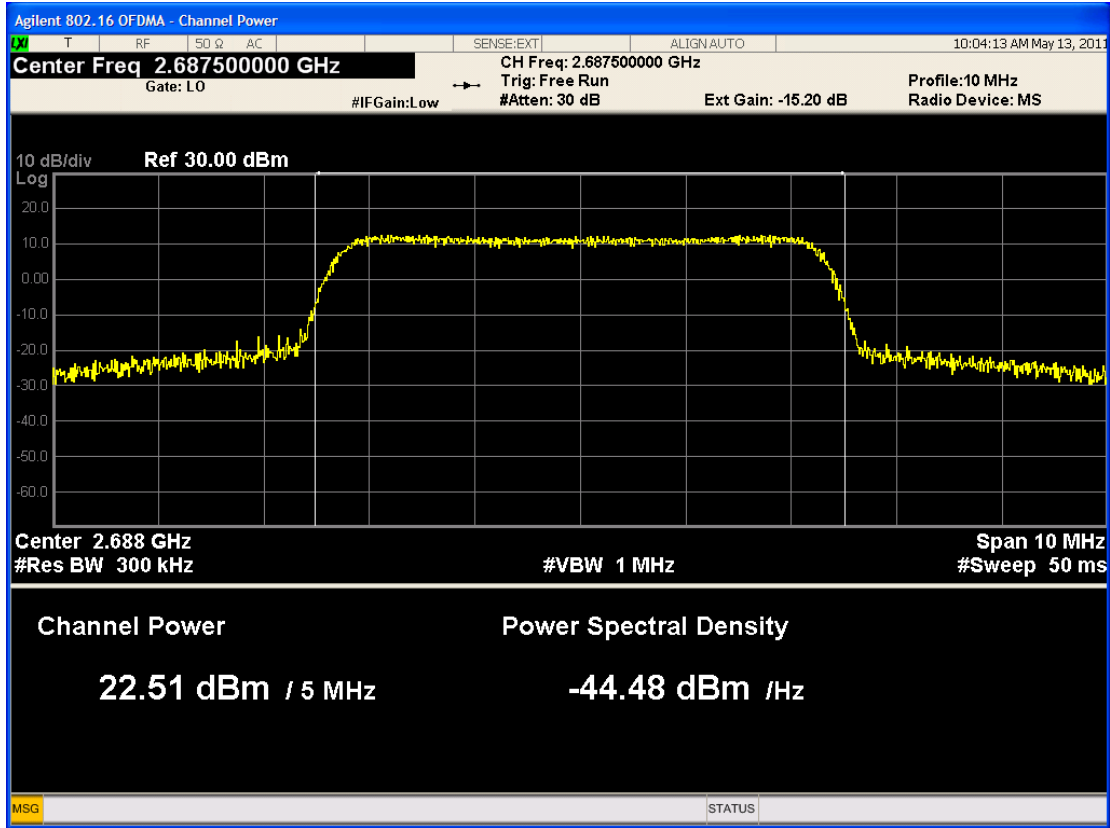 Agilent 802.16 OFDMA - Channel Power
LXI T RF 50 Ω AC SENSE:EXT ALIGN AUTO 10:04:13 AM May 13, 2011
Center Freq 2.687500000 GHz CH Freq: 2.687500000 GHz
Gate: LO Trig: Free Run Profile:10 MHz
#IFGain:Low #Atten: 30 dB Ext Gain: -15.20 dB Radio Device: MS
10 dB/div Ref 30.00 dBm
Log
20.0
10.0
0.00
-10.0
-20.0
-30.0
-40.0
-50.0
-60.0
Center 2.688 GHz Span 10 MHz
#Res BW 300 kHz #VBW 1 MHz #Sweep 50 ms
Channel Power Power Spectral Density
22.51 dBm / 5 MHz -44.48 dBm /Hz
MSG STATUS